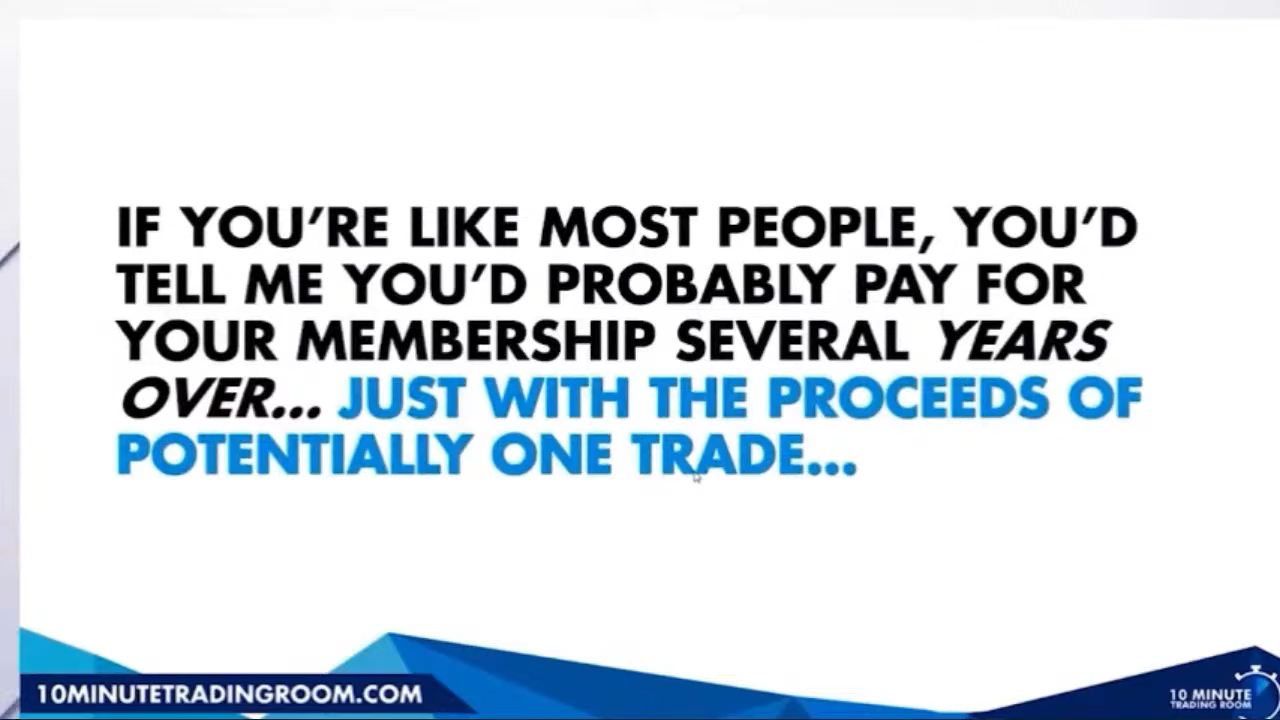 IF YOU'RE LIKE MOST PEOPLE, YOU'D
TELL ME YOU'D PROBABLY PAY FOR
YOUR MEMBERSHIP SEVERAL YEARS
OVER... JUST WITH THE PROCEEDS OF
POTENTIALLY ONE TRADE...
10MINUTETRADINGROOM.COM
10 MINUTE
TRADING ROOM